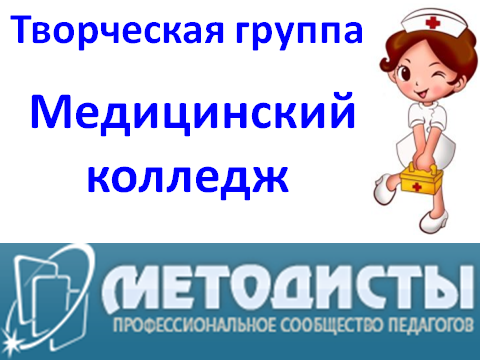 Творческая группа
Медицинский
колледж
МЕТОДИСТЫ
ПРОФЕССИОНАЛЬНОЕ СООБЩЕСТВО ПЕДАГОГОВ